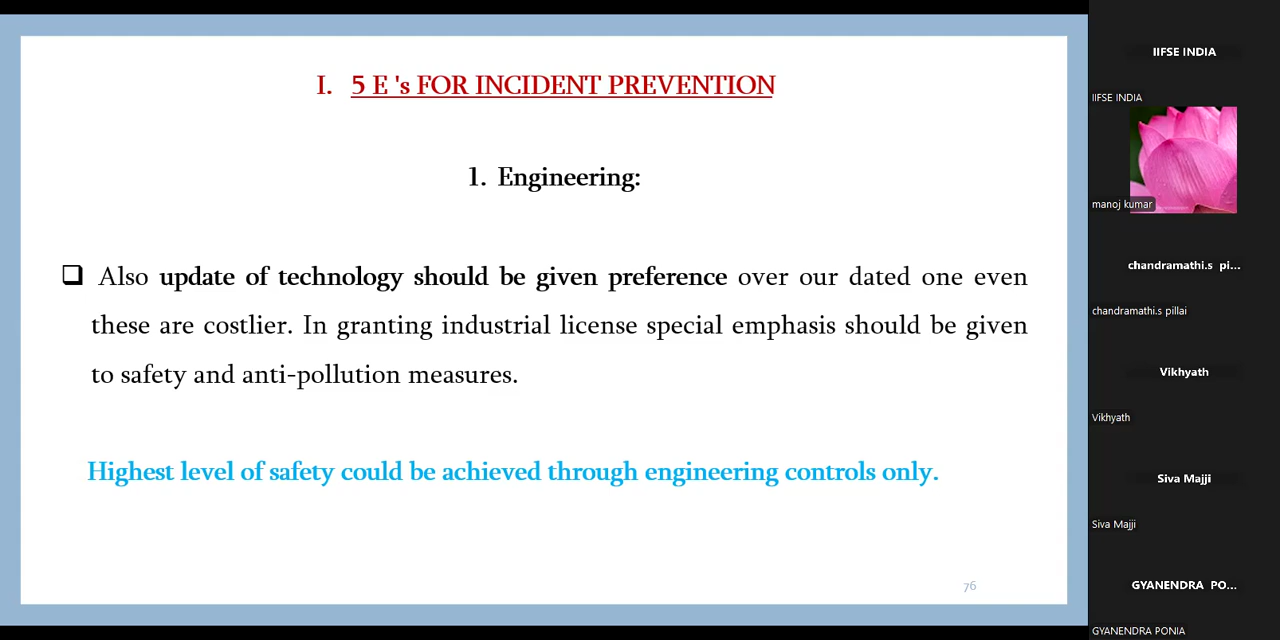 I. 5 E 's FOR INCIDENT PREVENTION
1. Engineering:
❑ Also update of technology should be given preference over our dated one even
these are costlier. In granting industrial license special emphasis should be given
to safety and anti-pollution measures.
Highest level of safety could be achieved through engineering controls only.
76
IIFSE INDIA
IIFSE INDIA
manoj kumar
chandramathi.s pi...
chandramathi.s pillai
Vikhyath
Vikhyath
Siva Majji
Siva Majji
GYANENDRA PO...
GYANENDRA PONIA